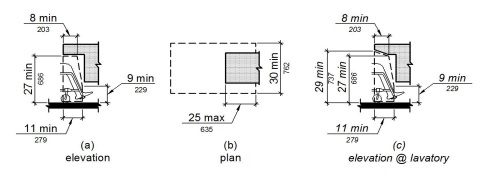 8 min
203
27 min
686
9 min
229
11 min
279
(a)
elevation
30 min
762
25 max
635
(b)
plan
8 min
203
29 min
737
27 min
686
9 min
229
11 min
279
(c)
elevation @ lavatory